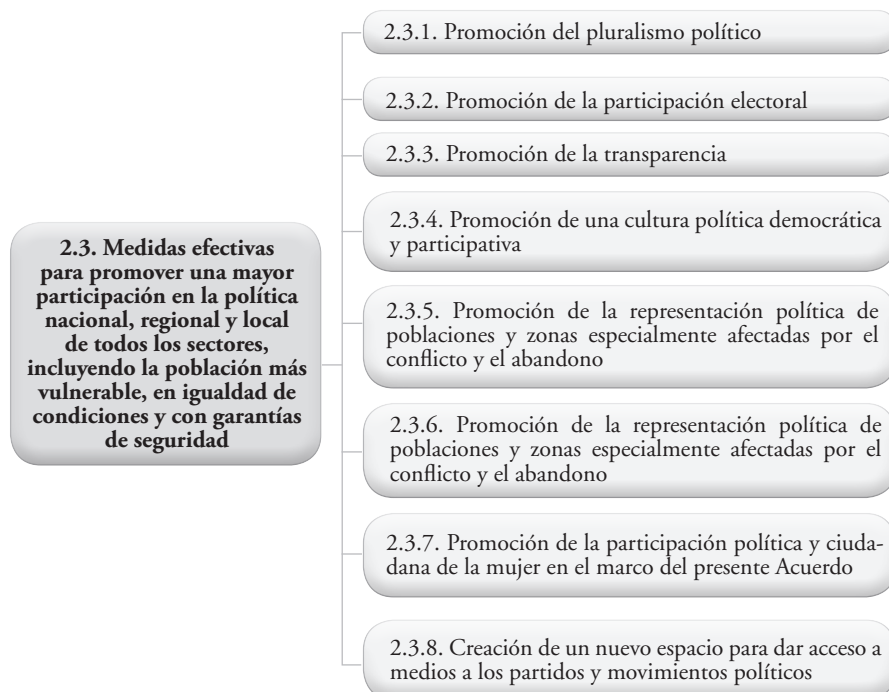 2.3. Medidas efectivas
para promover una mayor
participación en la política
nacional, regional y local
de todos los sectores,
incluyendo la población más
vulnerable, en igualdad de
condiciones y con garantías
de seguridad
2.3.1. Promoción del pluralismo político
2.3.2. Promoción de la participación electoral
2.3.3. Promoción de la transparencia
2.3.4. Promoción de una cultura política democrática
y participativa
2.3.5. Promoción de la representación política de
poblaciones y zonas especialmente afectadas por el
conflicto y el abandono
2.3.6. Promoción de la representación política de
poblaciones y zonas especialmente afectadas por el
conflicto y el abandono
2.3.7. Promoción de la participación política y ciuda-
dana de la mujer en el marco del presente Acuerdo
2.3.8. Creación de un nuevo espacio para dar acceso a
medios a los partidos y movimientos políticos